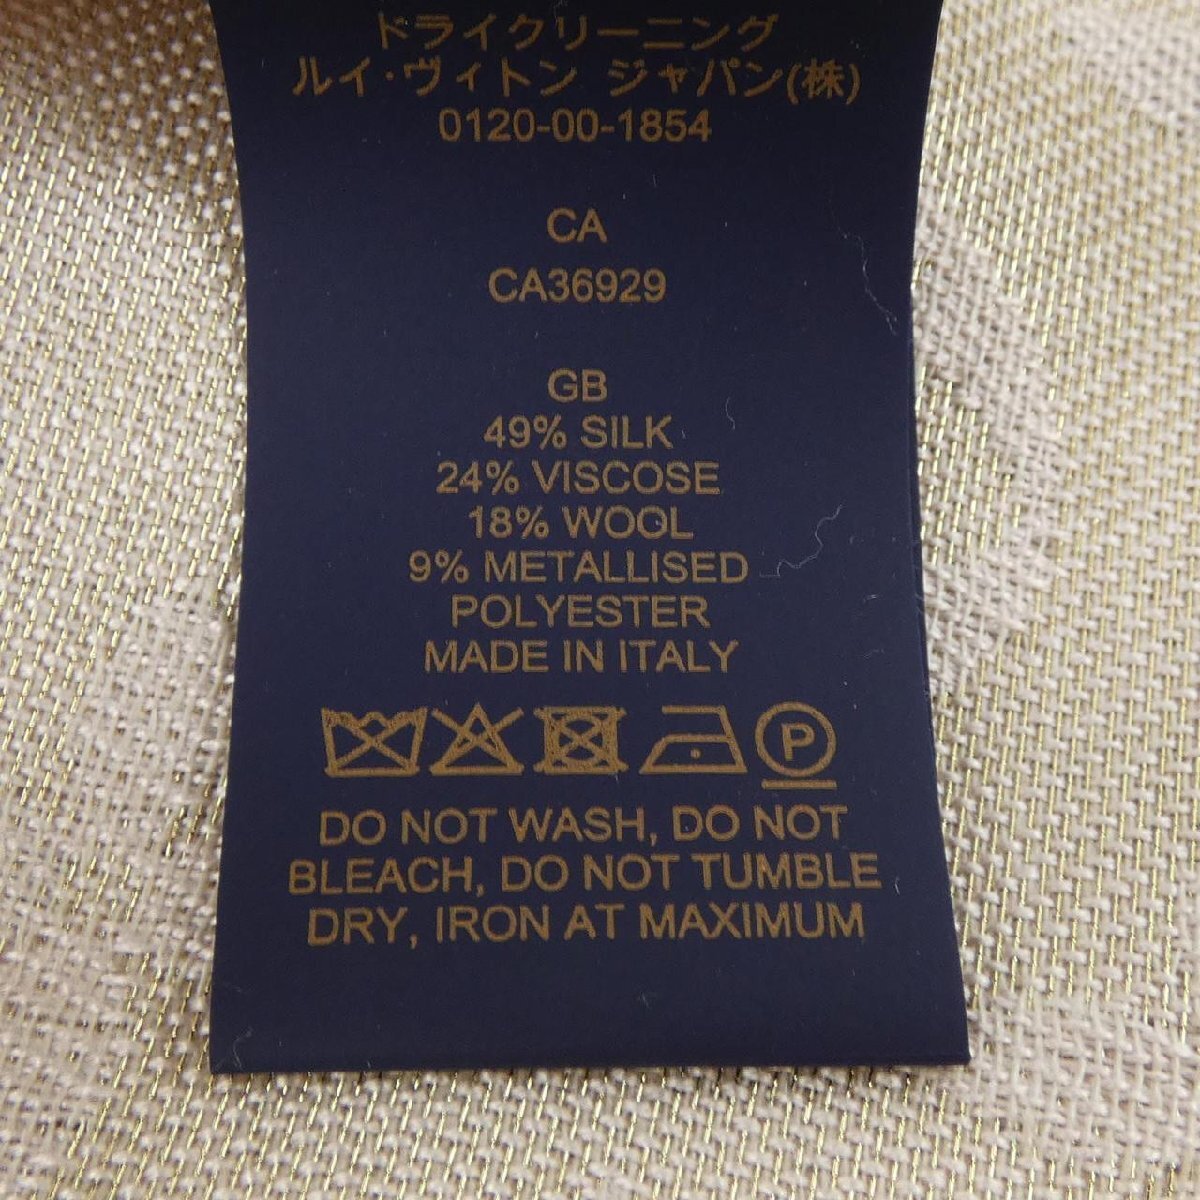 ドライクリーニング
ルイ・ヴィトン ジャパン(株)
0120-00-1854
CA
CA36929
GB
49% SILK
24% VISCOSE
18% WOOL
9% METALLISED
POLYESTER
MADE IN ITALY
P
DO NOT WASH, DO NOT
BLEACH, DO NOT TUMBLE
DRY, IRON AT MAXIMUM